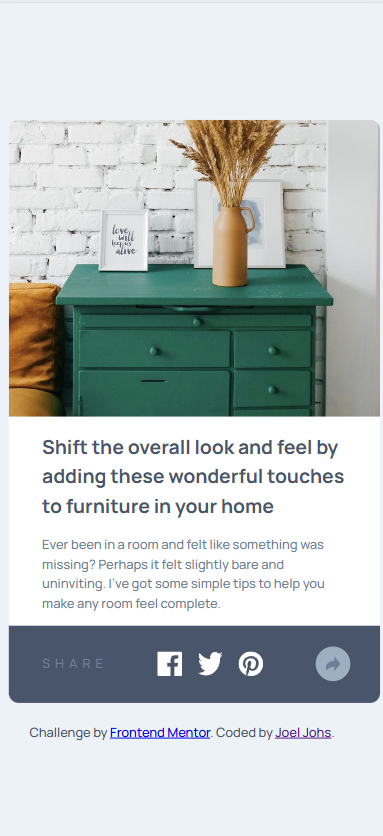 love
will
keep us
alive
Shift the overall look and feel by
adding these wonderful touches
to furniture in your home
Ever been in a room and felt like something was
missing? Perhaps it felt slightly bare and
uninviting. I've got some simple tips to help you
make any room feel complete.
SHARE
Challenge by Frontend Mentor. Coded by Joel Johs.